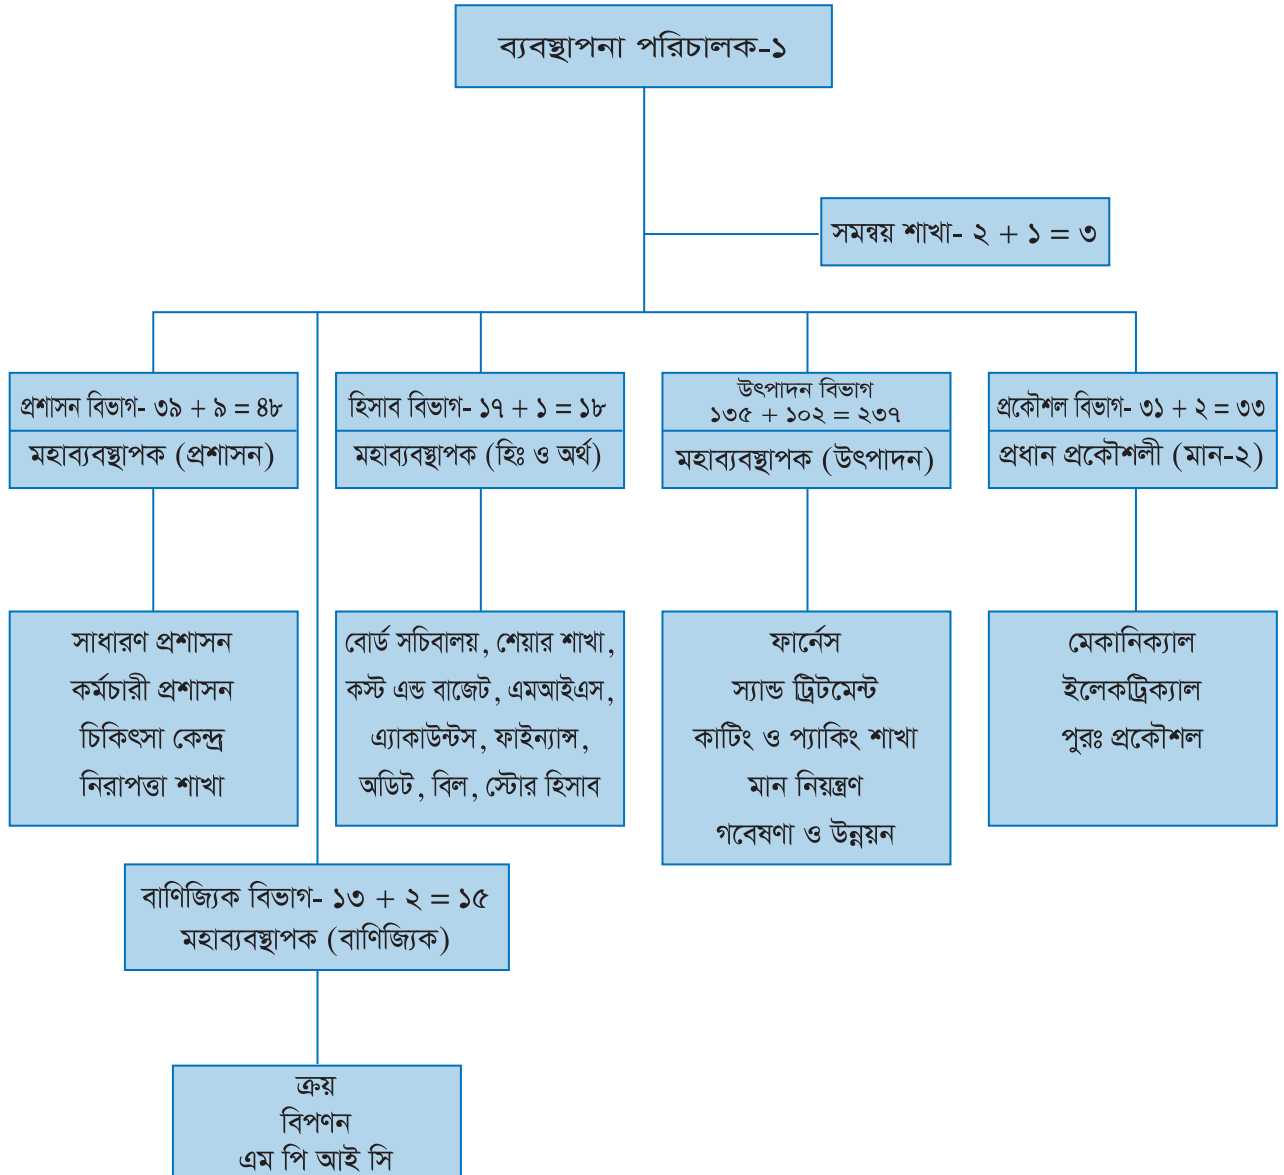 ব্যবস্থাপনা পরিচালক-১
সমন্বয় শাখা- ২ + ১ = ৩
প্রশাসন বিভাগ- ৩৯ + ৯ = ৪৮
মহাব্যবস্থাপক (প্রশাসন)
হিসাব বিভাগ- ১৭ + ১ = ১৮
মহাব্যবস্থাপক (হিঃ ও অর্থ)
উৎপাদন বিভাগ
১৩৫ + ১০২ = ২৩৭
মহাব্যবস্থাপক (উৎপাদন)
প্রকৌশল বিভাগ- ৩১ + ২ = ৩৩
প্রধান প্রকৌশলী (মান-২)
সাধারণ প্রশাসন
কর্মচারী প্রশাসন
চিকিৎসা কেন্দ্র
নিরাপত্তা শাখা
বোর্ড সচিবালয়, শেয়ার শাখা,
কস্ট এন্ড বাজেট, এমআইএস,
এ্যাকাউন্টস, ফাইন্যান্স,
অডিট, বিল, স্টোর হিসাব
ফার্নেস
স্যান্ড ট্রিটমেন্ট
কাটিং ও প্যাকিং শাখা
মান নিয়ন্ত্রণ
গবেষণা ও উন্নয়ন
মেকানিক্যাল
ইলেকট্রিক্যাল
পুরঃ প্রকৌশল
বাণিজ্যিক বিভাগ- ১৩ + ২ = ১৫
মহাব্যবস্থাপক (বাণিজ্যিক)
ক্রয়
বিপণন
এম পি আই সি